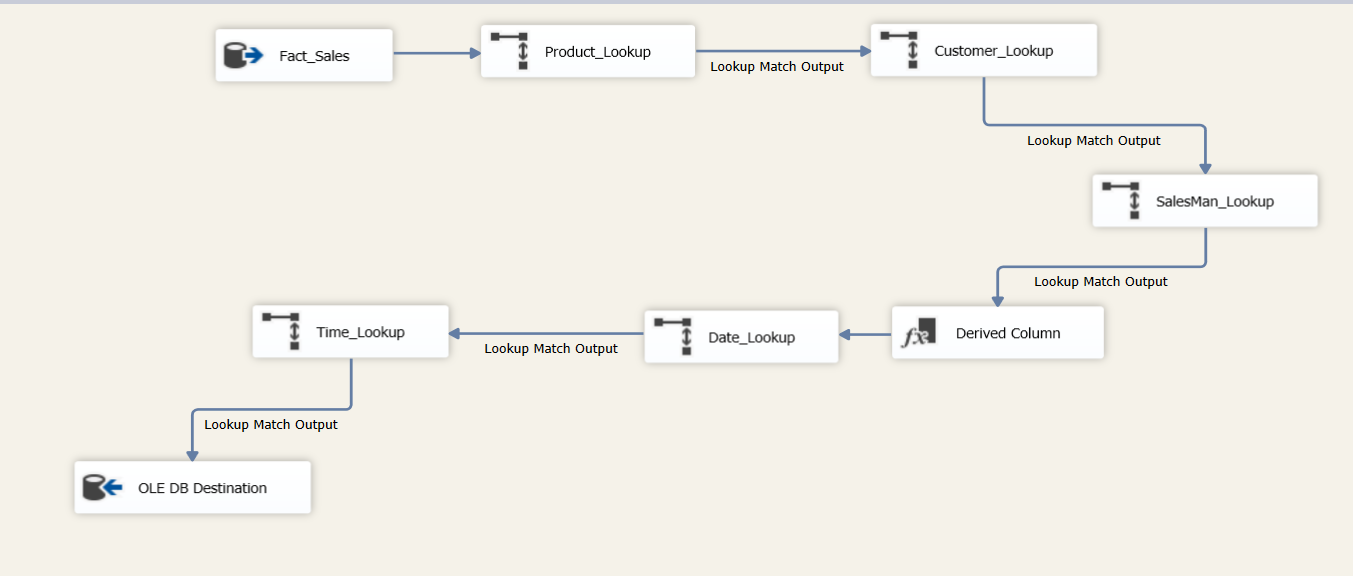 Fact_Sales
Product_Lookup
Lookup Match Output
Customer_Lookup
Lookup Match Output
SalesMan_Lookup
Lookup Match Output
Derived Column
Date_Lookup
Lookup Match Output
Time_Lookup
Lookup Match Output
OLE DB Destination